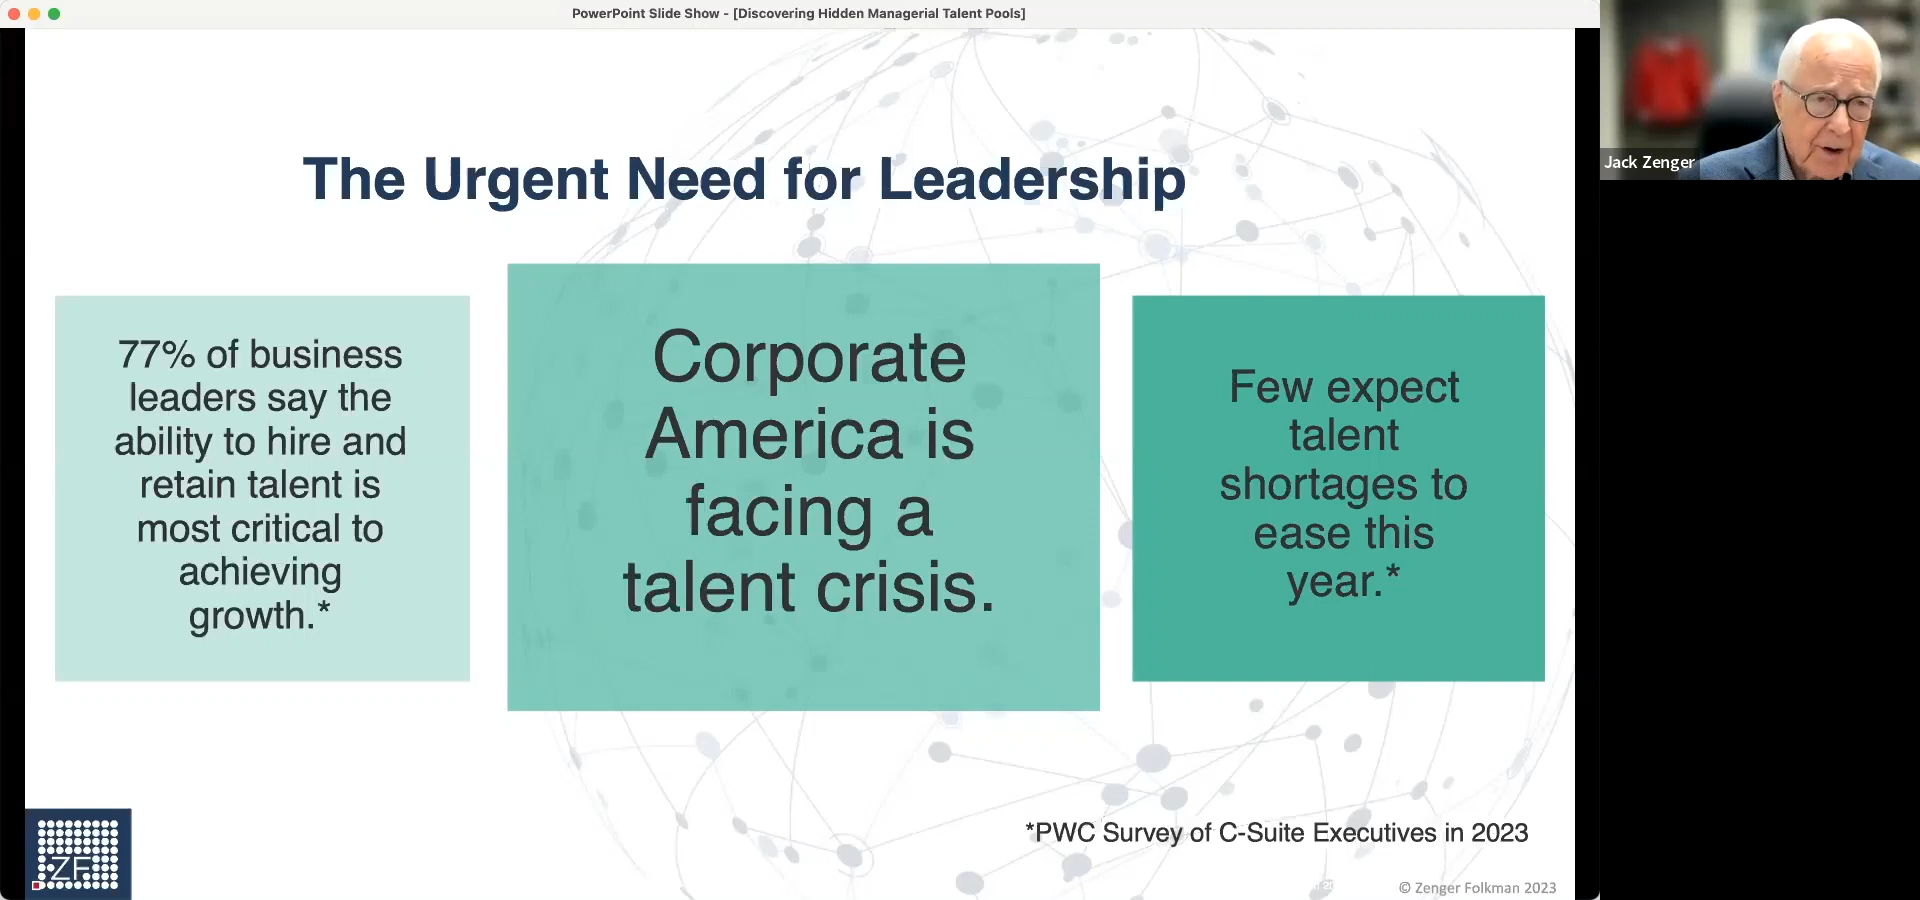 PowerPoint Slide Show - [Discovering Hidden Managerial Talent Pools]
Jack Zenger
The Urgent Need for Leadership
77% of business
leaders say the
ability to hire and
retain talent is
most critical to
achieving
growth.*
Corporate
America is
facing a
talent crisis.
Few expect
talent
shortages to
ease this
year.*
*PWC Survey of C-Suite Executives in 2023
ZF
© Zenger Folkman 2023